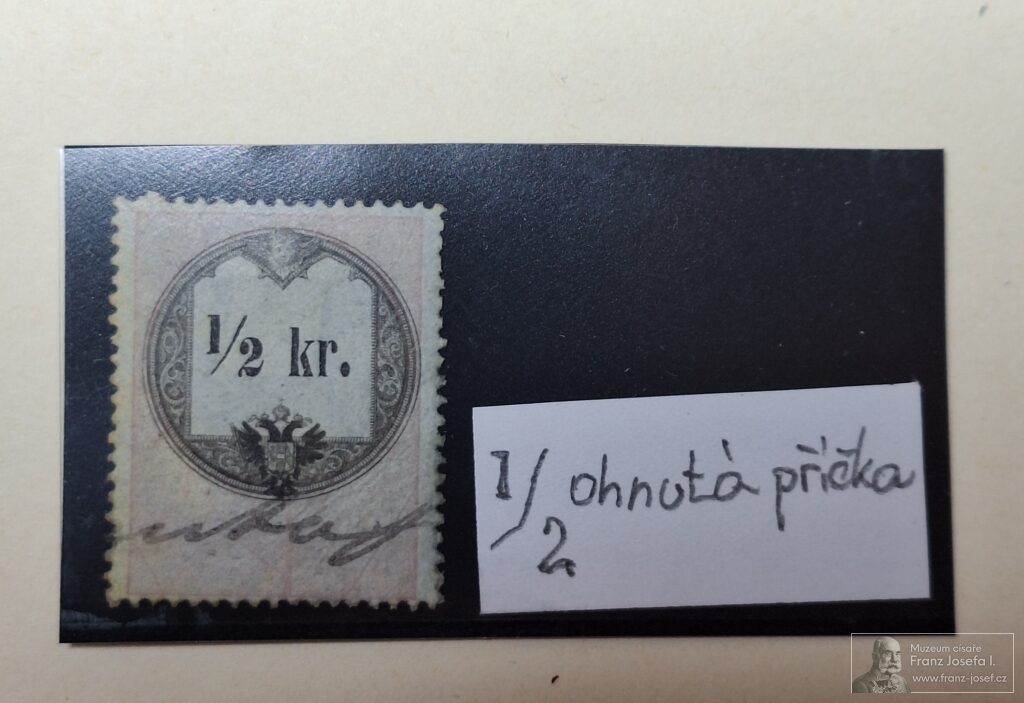 1/2 kr.
1/2 ohnutá příčka
Muzeum císaře
Franz Josefa I.
www.franz-josef.cz